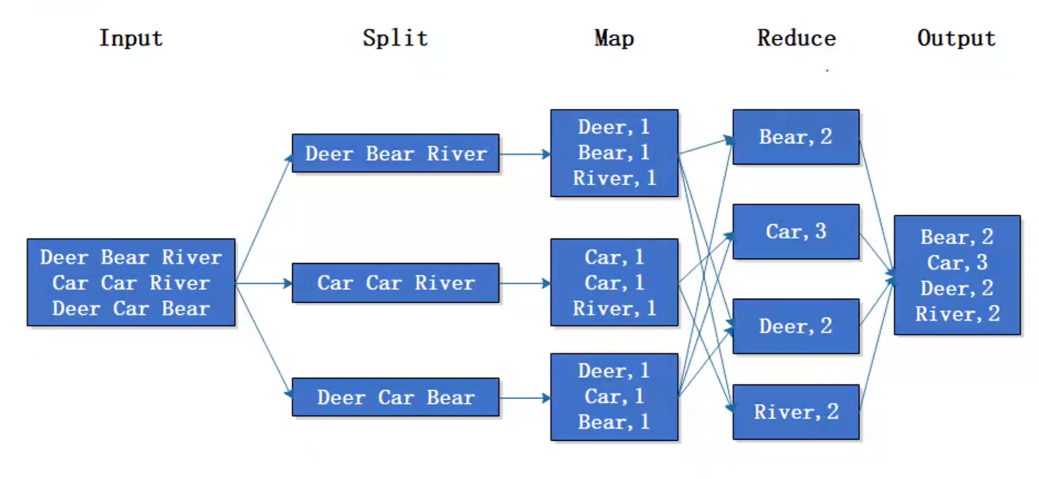 Input
Split
Map
Reduce
Output
Deer Bear River
Car Car River
Deer Car Bear
Deer Bear River
Car Car River
Deer Car Bear
Deer,1
Bear,1
River,1
Car,1
Car,1
River,1
Deer,1
Car,1
Bear,1
Bear,2
Car,3
Deer,2
River,2
Bear,2
Car,3
Deer,2
River,2